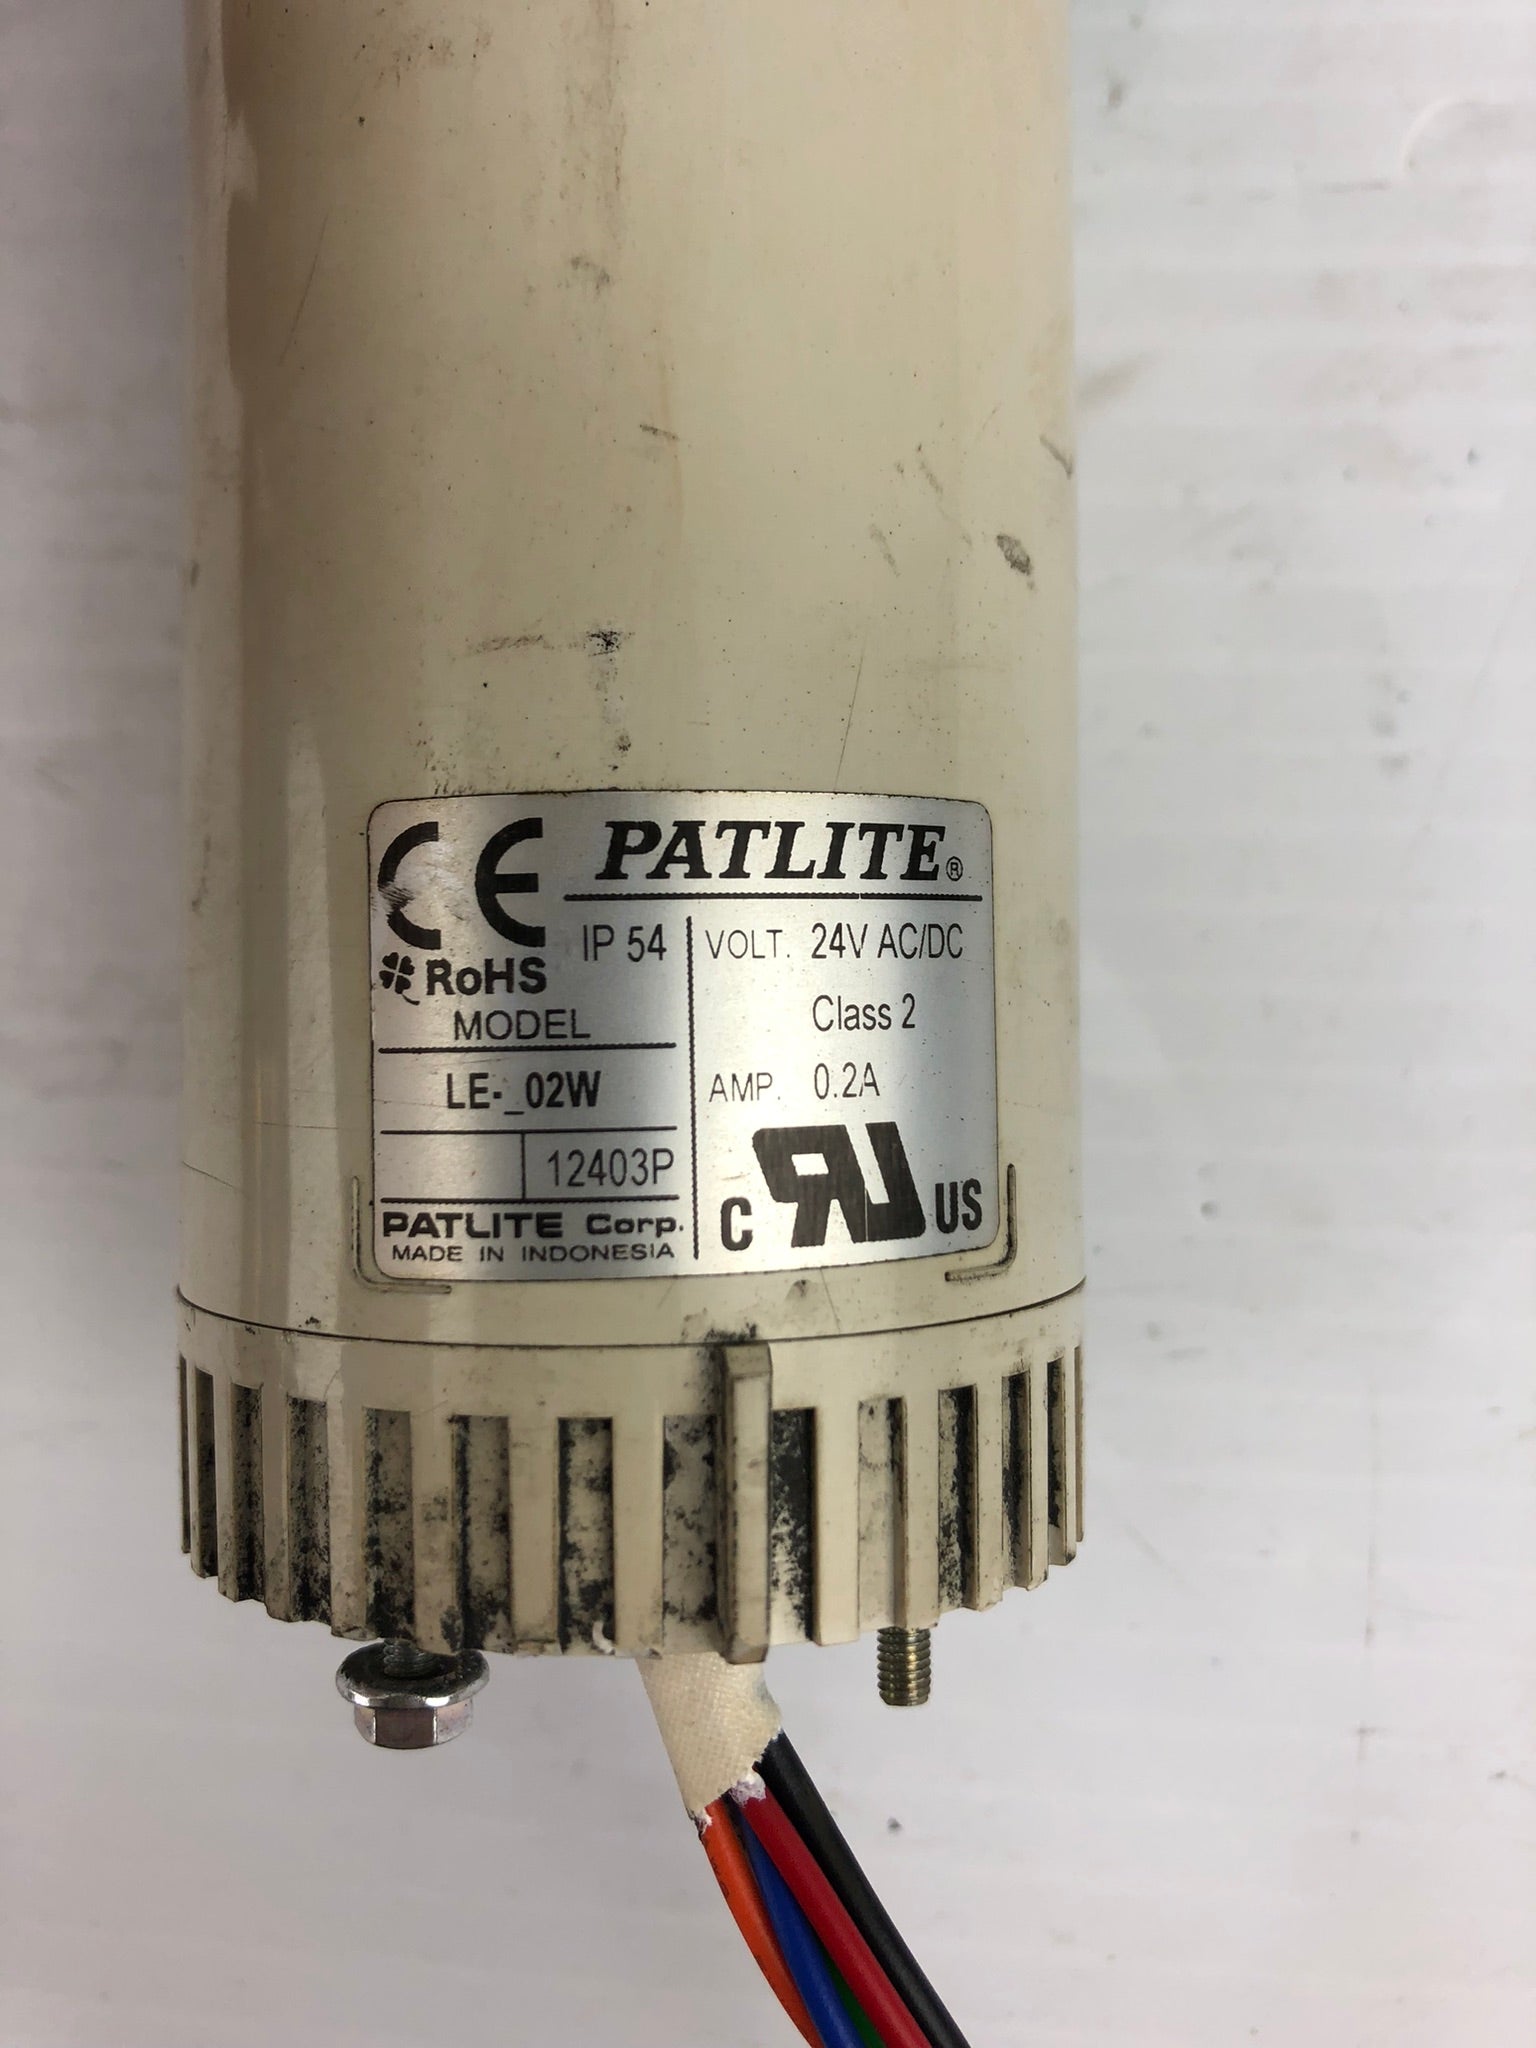 CE PATLITE®
IP 54
RoHS
MODEL
LE-_02W
12403P
PATLITE Corp.
MADE IN INDONESIA
VOLT. 24V AC/DC
Class 2
AMP. 0.2A
C RU US